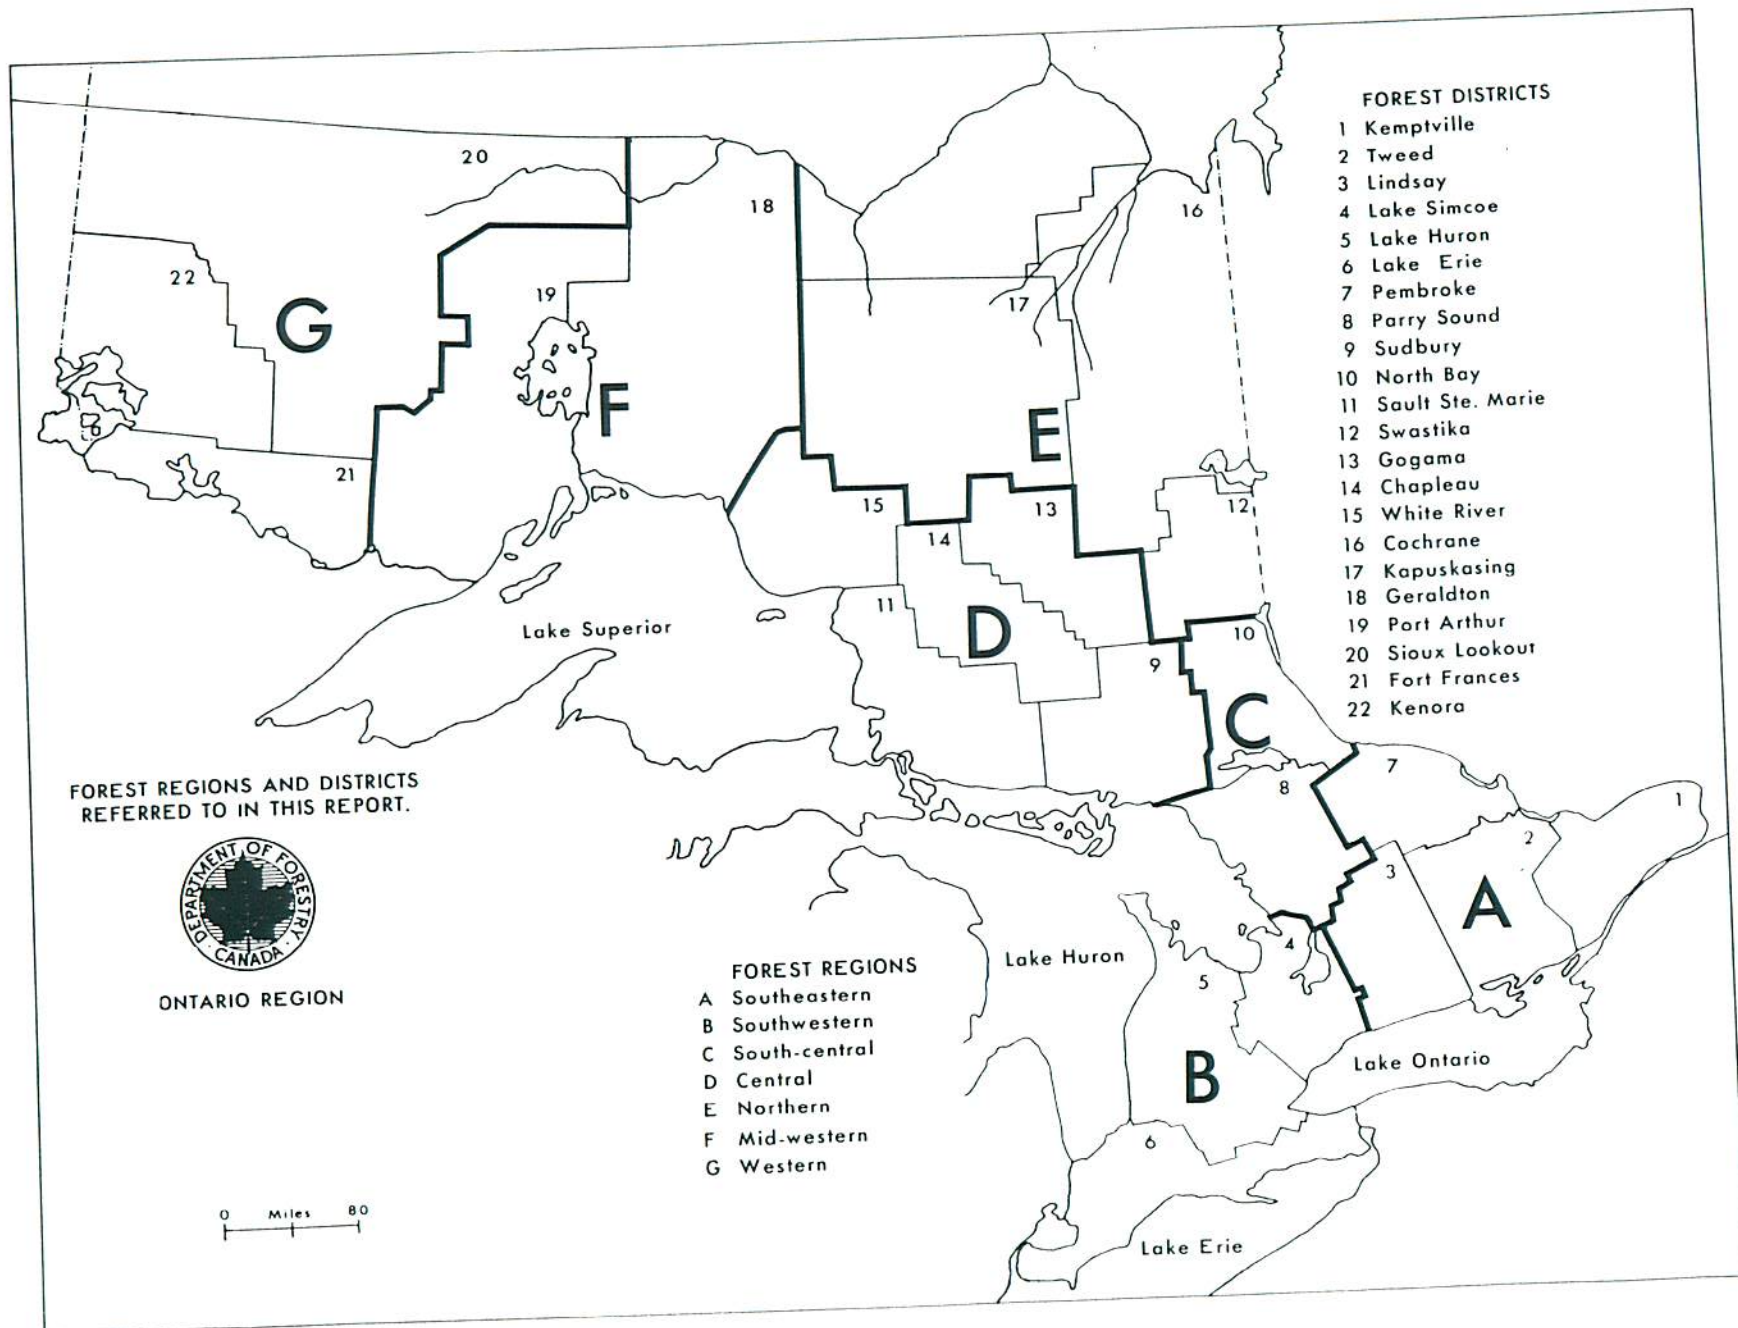 FOREST DISTRICTS
1 Kemptville
2 Tweed
3 Lindsay
4 Lake Simcoe
5 Lake Huron
6 Lake Erie
7 Pembroke
8 Parry Sound
9 Sudbury
10 North Bay
11 Sault Ste. Marie
12 Swastika
13 Gogama
14 Chapleau
15 White River
16 Cochrane
17 Kapuskasing
18 Geraldton
19 Port Arthur
20 Sioux Lookout
21 Fort Frances
22 Kenora
20
18
16
22
G
19
17
F
E
21
15
13
12
14
11
D
10
9
Lake Superior
C
7
8
1
2
3
A
4
5
Lake Huron
B
Lake Ontario
6
Lake Erie
FOREST REGIONS AND DISTRICTS
REFERRED TO IN THIS REPORT.
DEPARTMENT OF FORESTRY
· CANADA ·
ONTARIO REGION
FOREST REGIONS
A Southeastern
B Southwestern
C South-central
D Central
E Northern
F Mid-western
G Western
0 Miles 80